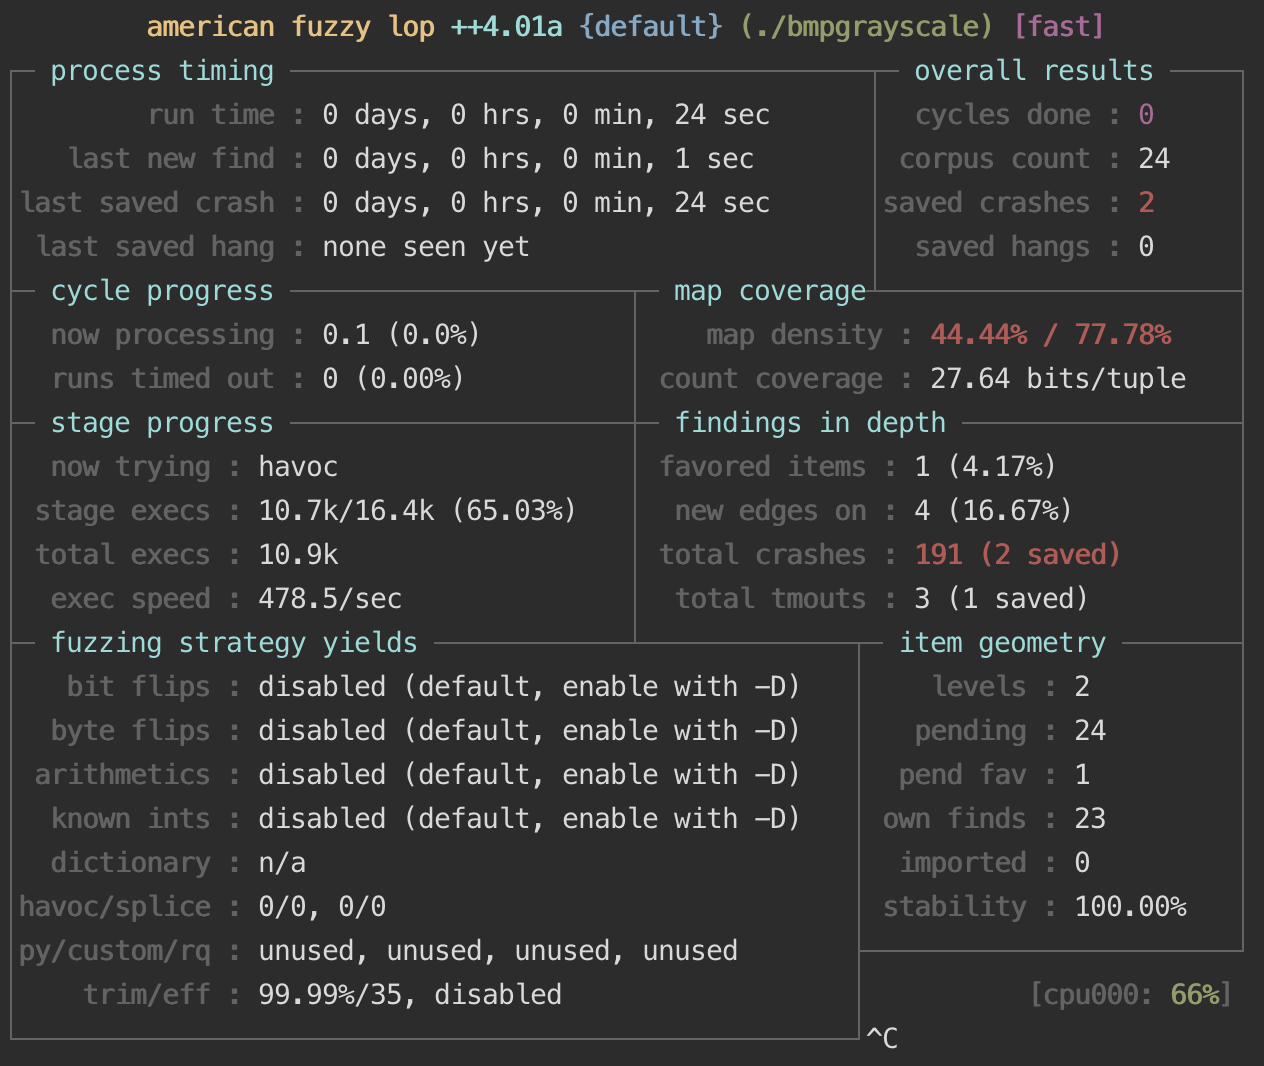 american fuzzy lop ++4.01a {default} (./bmpgrayscale) [fast]
process timing overall results
run time : 0 days, 0 hrs, 0 min, 24 sec cycles done : 0
last new find : 0 days, 0 hrs, 0 min, 1 sec corpus count : 24
last saved crash : 0 days, 0 hrs, 0 min, 24 sec saved crashes : 2
last saved hang : none seen yet saved hangs : 0
cycle progress map coverage
now processing : 0.1 (0.0%) map density : 44.44% / 77.78%
runs timed out : 0 (0.00%) count coverage : 27.64 bits/tuple
stage progress findings in depth
now trying : havoc favored items : 1 (4.17%)
stage execs : 10.7k/16.4k (65.03%) new edges on : 4 (16.67%)
total execs : 10.9k total crashes : 191 (2 saved)
exec speed : 478.5/sec total tmouts : 3 (1 saved)
fuzzing strategy yields item geometry
bit flips : disabled (default, enable with -D) levels : 2
byte flips : disabled (default, enable with -D) pending : 24
arithmetics : disabled (default, enable with -D) pend fav : 1
known ints : disabled (default, enable with -D) own finds : 23
dictionary : n/a imported : 0
havoc/splice : 0/0, 0/0 stability : 100.00%
py/custom/rq : unused, unused, unused, unused
trim/eff : 99.99%/35, disabled [cpu000: 66%]
^C